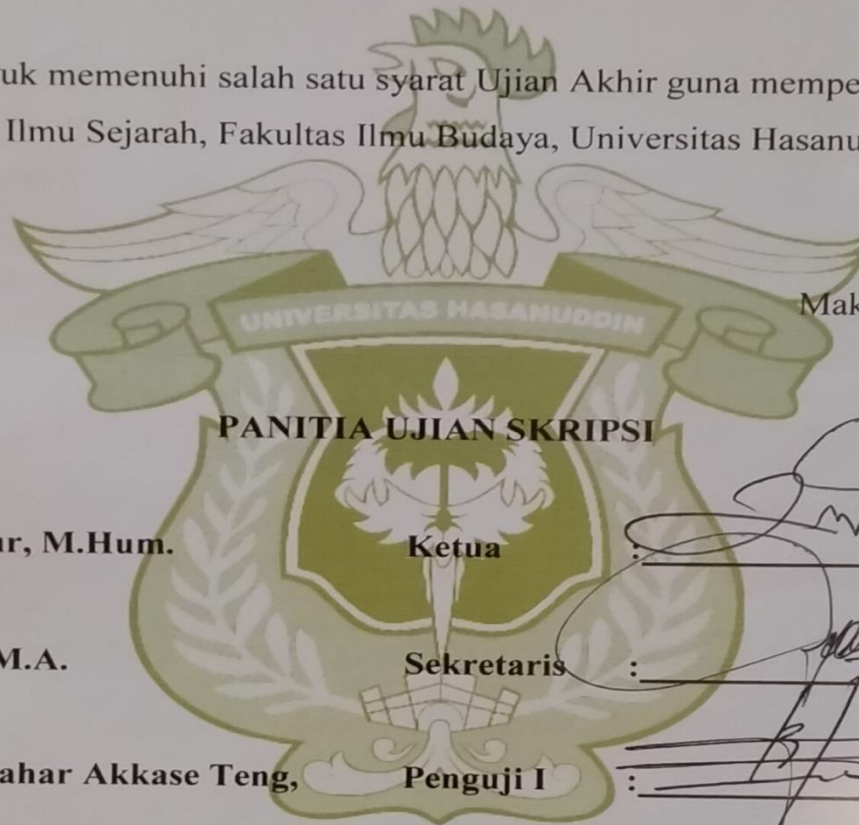 uk memenuhi salah satu syarat Ujian Akhir guna mempe
Ilmu Sejarah, Fakultas Ilmu Budaya, Universitas Hasanu
Mak
UNIVERSITAS HASANUDDIN
PANITIA UJIAN SKRIPSI
ar, M.Hum. Ketua :
M.A. Sekretaris :
ahar Akkase Teng, Penguji I :